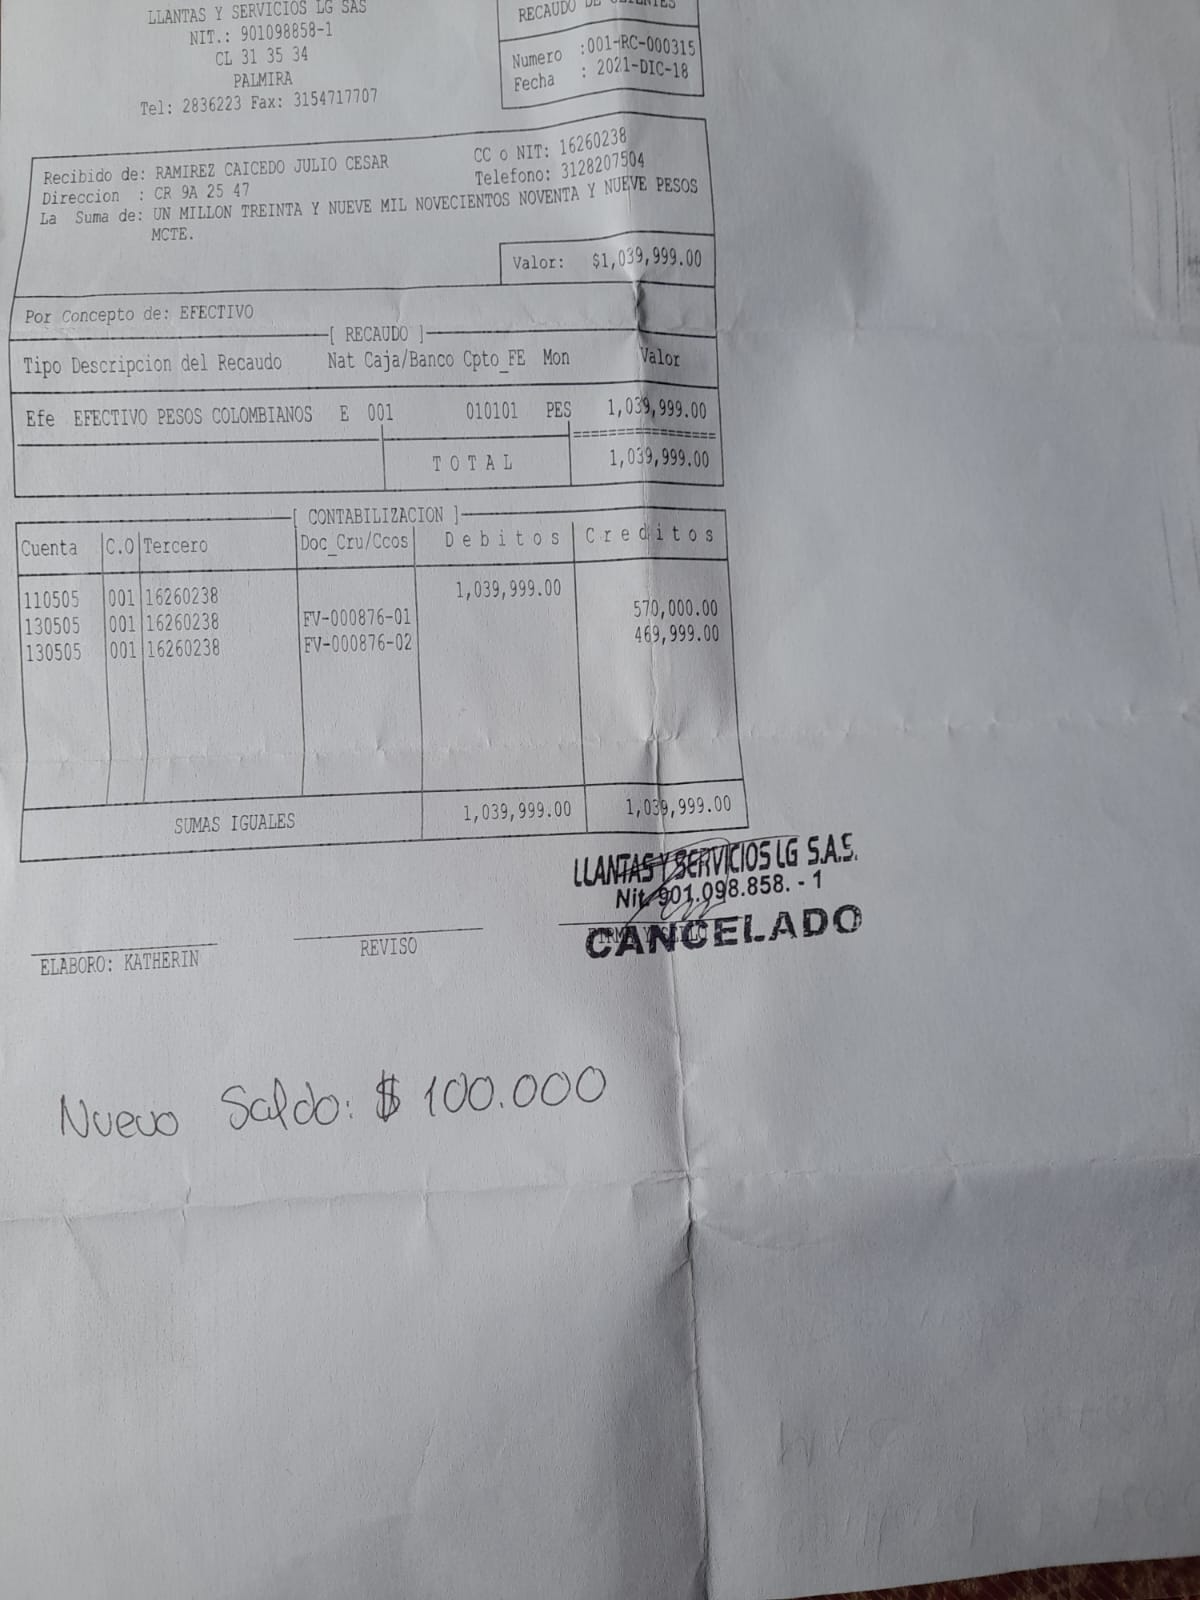 LLANTAS Y SERVICIOS LG SAS
NIT.: 901098858-1
CL 31 35 34
PALMIRA
Tel: 2836223 Fax: 3154717707
RECAUDO DE CLIENTES
Numero :001-RC-000315
Fecha : 2021-DIC-18
Recibido de: RAMIREZ CAICEDO JULIO CESAR CC o NIT: 16260238
Direccion : CR 9A 25 47 Telefono: 3128207504
La Suma de: UN MILLON TREINTA Y NUEVE MIL NOVECIENTOS NOVENTA Y NUEVE PESOS
MCTE.
Valor: $1,039,999.00
Por Concepto de: EFECTIVO
[ RECAUDO ]
Tipo Descripcion del Recaudo Nat Caja/Banco Cpto_FE Mon Valor
Efe EFECTIVO PESOS COLOMBIANOS E 001 010101 PES 1,039,999.00
================
T O T A L 1,039,999.00
[ CONTABILIZACION ]
Cuenta C.O Tercero Doc_Cru/Ccos D e b i t o s C r e d i t o s
110505 001 16260238 1,039,999.00
130505 001 16260238 FV-000876-01 570,000.00
130505 001 16260238 FV-000876-02 469,999.00
SUMAS IGUALES 1,039,999.00 1,039,999.00
LLANTAS Y SERVICIOS LG S.A.S.
Nit. 901.098.858. - 1
CANCELADO
ELABORO: KATHERIN REVISO FIRMA Y SELLO
Nuevo Saldo: $ 100.000